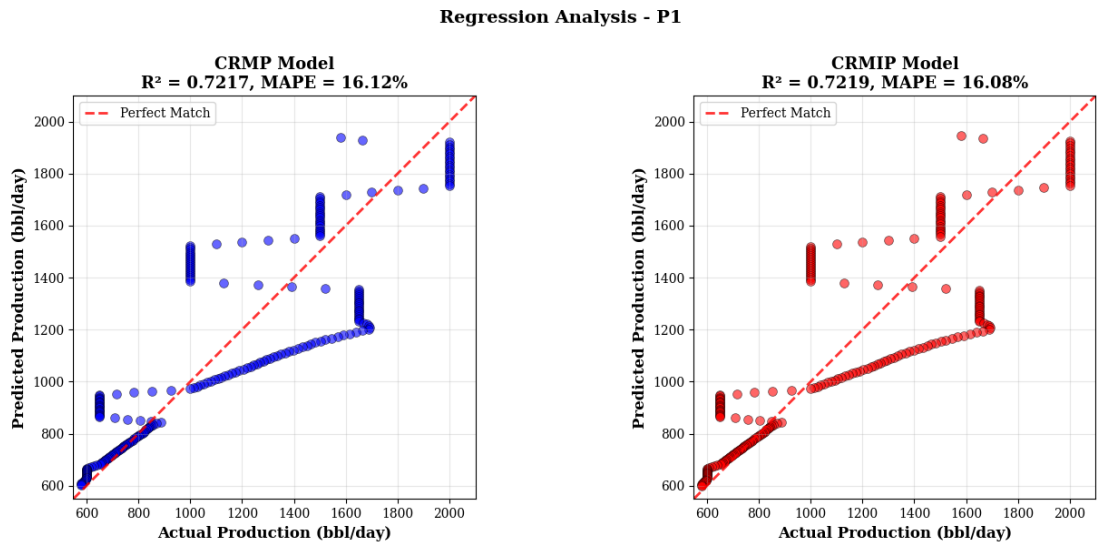 Regression Analysis - P1
CRMP Model
R² = 0.7217, MAPE = 16.12%
Perfect Match
2000
1800
1600
1400
1200
1000
800
600
600 800 1000 1200 1400 1600 1800 2000
Predicted Production (bbl/day)
Actual Production (bbl/day)
CRMIP Model
R² = 0.7219, MAPE = 16.08%
Perfect Match
2000
1800
1600
1400
1200
1000
800
600
600 800 1000 1200 1400 1600 1800 2000
Predicted Production (bbl/day)
Actual Production (bbl/day)